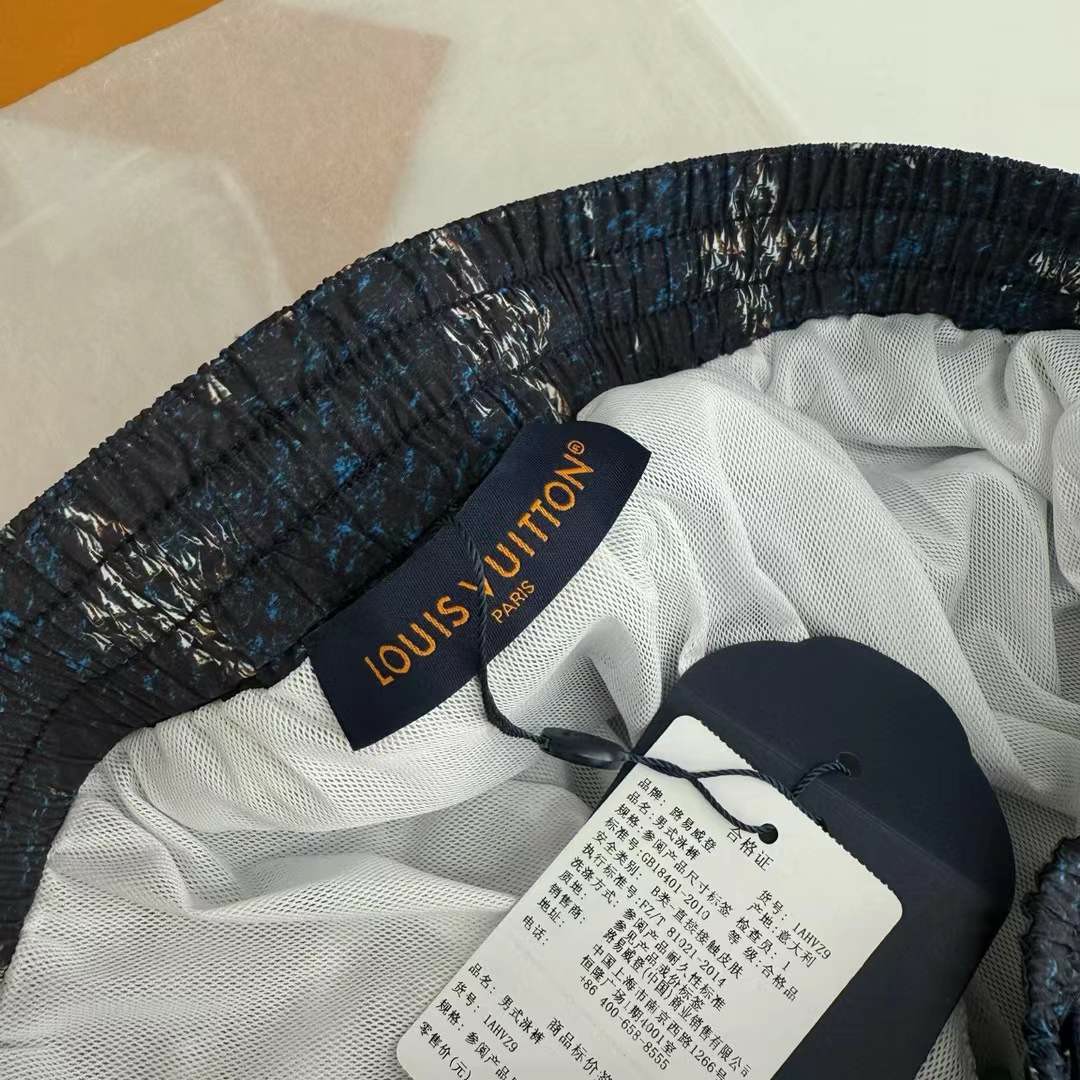 LOUIS VUITTON®
PARIS
合格证
品牌: 路易威登
货号: 1AHVZ9
品名: 男式泳裤
产地: 意大利
规格: 参阅产品尺寸标签
检查员: 1
标准号: GB18401-2010
等 级: 合格品
安全类别: B类-直接接触皮肤
执行标准号: FZ/T 81021-2014
洗涤方式: 参阅产品耐久性标签
质地: 参见产品或价标签
销售商: 路易威登(中国)商业销售有限公司
地址: 中国上海市南京西路1266号
恒隆广场1期4001室
电话: +86 400-658-8555
商品标价签
品名: 男式泳裤
货号: 1AHVZ9
规格: 参阅产品
零售价(元)